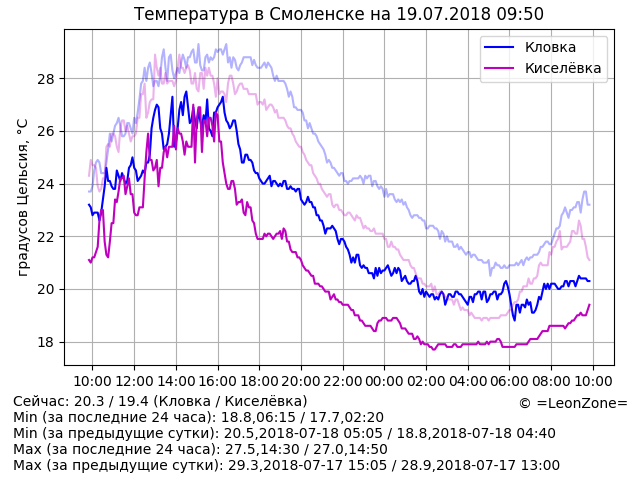 Температура в Смоленске на 19.07.2018 09:50
Кловка
Киселёвка
градусов Цельсия, °C
28
26
24
22
20
18
10:00 12:00 14:00 16:00 18:00 20:00 22:00 00:00 02:00 04:00 06:00 08:00 10:00
Сейчас: 20.3 / 19.4 (Кловка / Киселёвка)
© =LeonZone=
Min (за последние 24 часа): 18.8,06:15 / 17.7,02:20
Min (за предыдущие сутки): 20.5,2018-07-18 05:05 / 18.8,2018-07-18 04:40
Max (за последние 24 часа): 27.5,14:30 / 27.0,14:50
Max (за предыдущие сутки): 29.3,2018-07-17 15:05 / 28.9,2018-07-17 13:00